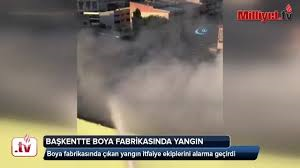 Milliyet.tv
.tv
BAŞKENTTE BOYA FABRİKASINDA YANGIN
Boya fabrikasında çıkan yangın itfaiye ekiplerini alarma geçirdi